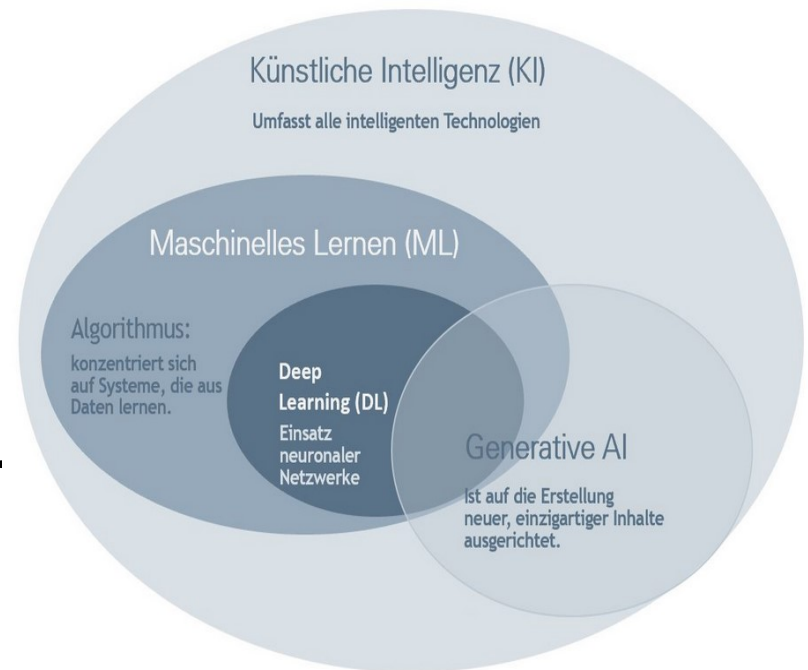 Künstliche Intelligenz (KI)
Umfasst alle intelligenten Technologien
Maschinelles Lernen (ML)
Algorithmus:
konzentriert sich
auf Systeme, die aus
Daten lernen.
Deep
Learning (DL)
Einsatz
neuronaler
Netzwerke
Generative AI
Ist auf die Erstellung
neuer, einzigartiger Inhalte
ausgerichtet.